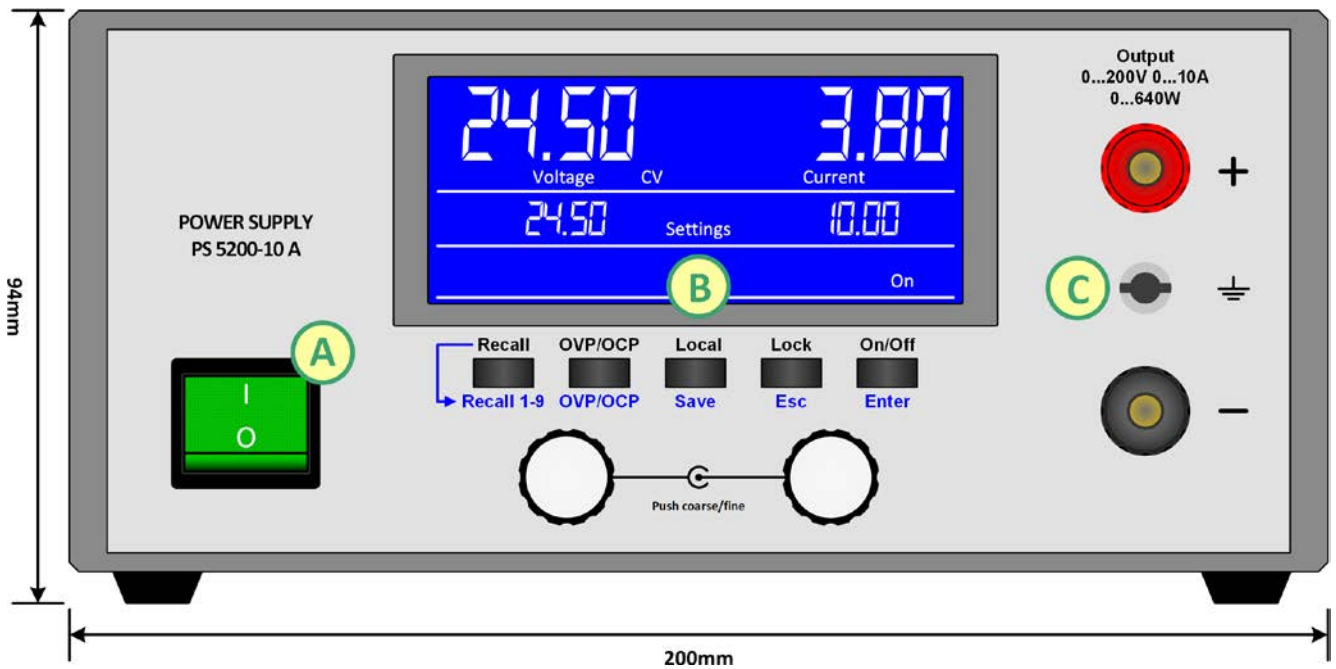 Output
0...200V 0...10A
0...640W
24.50 3.80
Voltage CV Current
+
POWER SUPPLY
PS 5200-10 A
24.50 Settings 10.00
B
On
C
94mm
A
I
O
Recall OVP/OCP Local Lock On/Off
Recall 1-9 OVP/OCP Save Esc Enter
−
Push coarse/fine
200mm